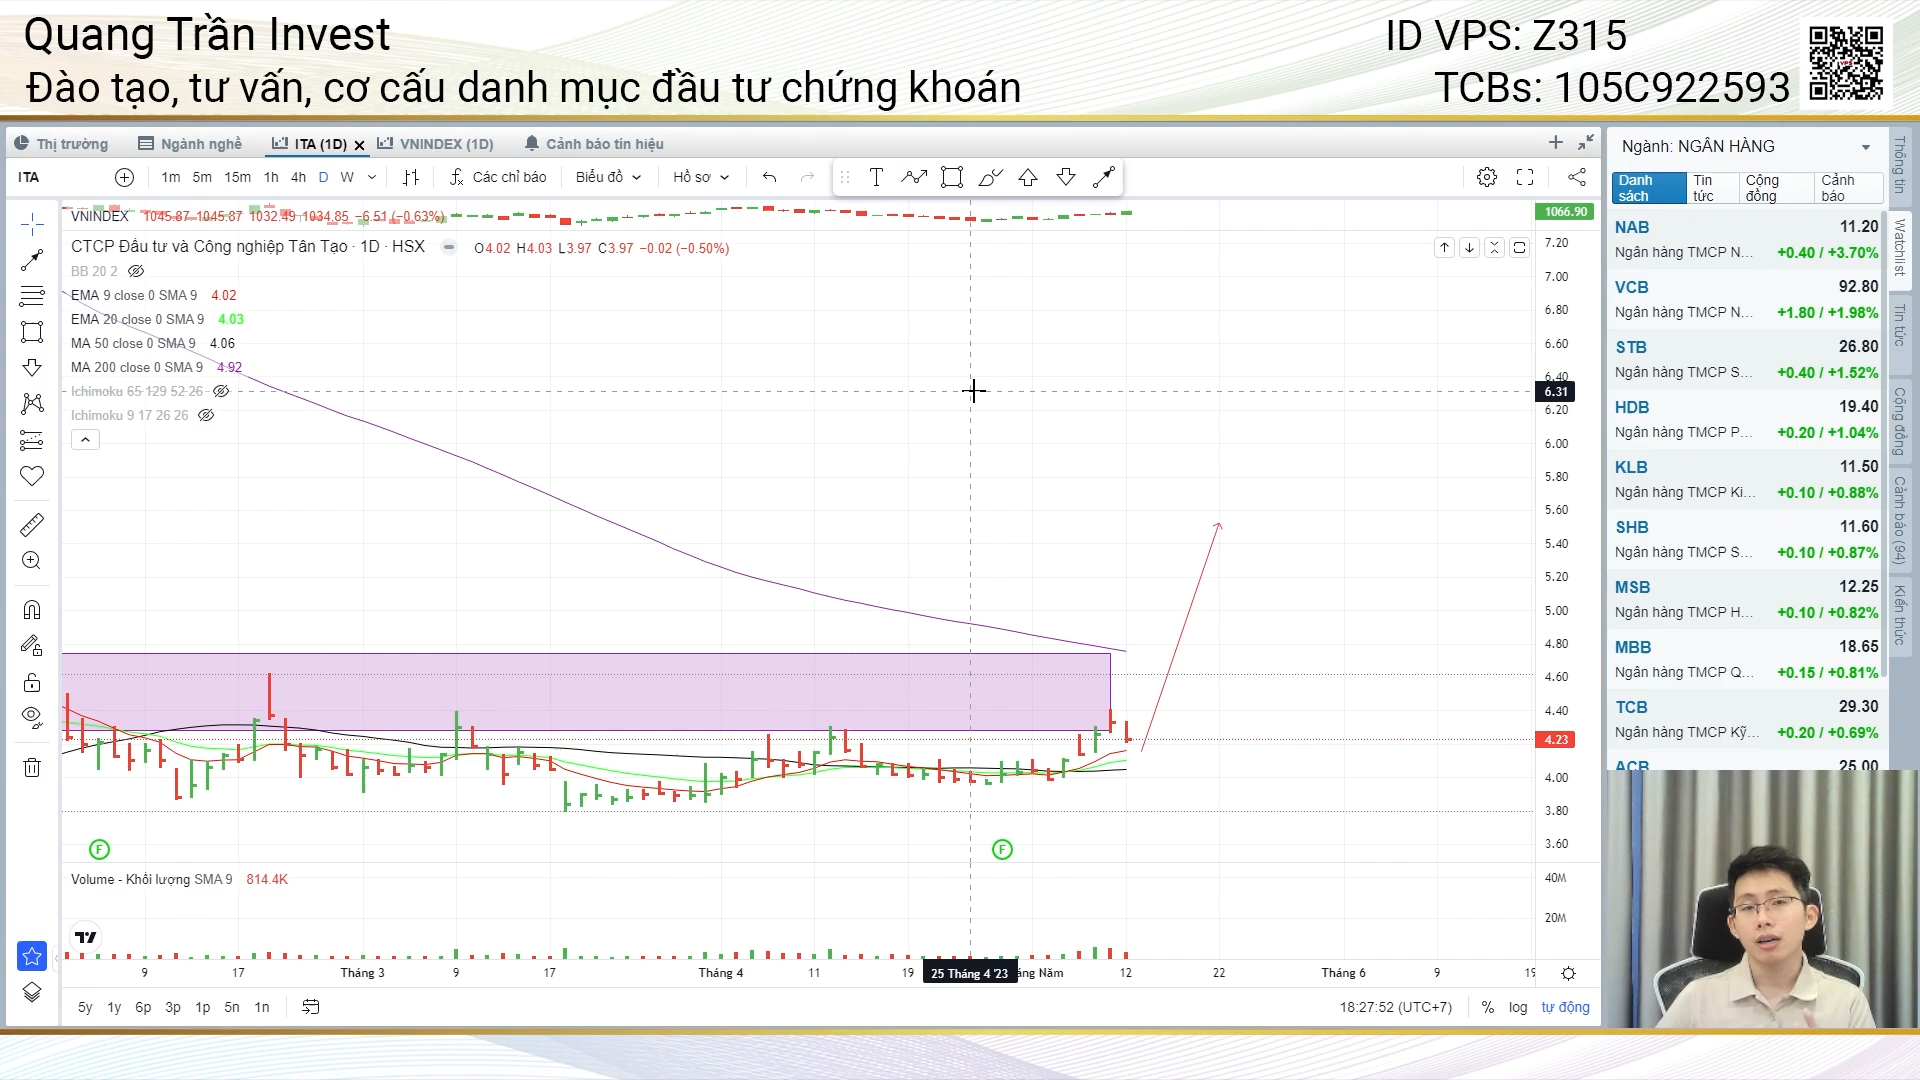 Quang Trần Invest
Đào tạo, tư vấn, cơ cấu danh mục đầu tư chứng khoán
ID VPS: Z315
TCBs: 105C922593
Thị trường Ngành nghề ITA (1D) VNINDEX (1D) Cảnh báo tín hiệu
ITA 1m 5m 15m 1h 4h D W Các chỉ báo Biểu đồ Hồ sơ
VNINDEX 1045.87 1045.87 1032.49 1034.85 −6.51 (−0.63%)
CTCP Đầu tư và Công nghiệp Tân Tạo · 1D · HSX O4.02 H4.03 L3.97 C3.97 −0.02 (−0.50%)
BB 20 2
EMA 9 close 0 SMA 9 4.02
EMA 20 close 0 SMA 9 4.03
MA 50 close 0 SMA 9 4.06
MA 200 close 0 SMA 9 4.92
Ichimoku 65 129 52 26
Ichimoku 9 17 26 26
1066.90
7.20
7.00
6.80
6.60
6.40
6.31
6.20
6.00
5.80
5.60
5.40
5.20
5.00
4.80
4.60
4.40
4.23
4.00
3.80
3.60
F F
Volume - Khối lượng SMA 9 814.4K
40M
20M
9 17 Tháng 3 9 17 Tháng 4 11 19 25 Tháng 4 '23 áng Năm 12 22 Tháng 6 9 19
5y 1y 6p 3p 1p 5n 1n
18:27:52 (UTC+7) % log tự động
Ngành: NGÂN HÀNG
Danh sách
Tin tức
Cộng đồng
Cảnh báo
NAB 11.20
Ngân hàng TMCP N... +0.40 / +3.70%
VCB 92.80
Ngân hàng TMCP N... +1.80 / +1.98%
STB 26.80
Ngân hàng TMCP S... +0.40 / +1.52%
HDB 19.40
Ngân hàng TMCP P... +0.20 / +1.04%
KLB 11.50
Ngân hàng TMCP Ki... +0.10 / +0.88%
SHB 11.60
Ngân hàng TMCP S... +0.10 / +0.87%
MSB 12.25
Ngân hàng TMCP H... +0.10 / +0.82%
MBB 18.65
Ngân hàng TMCP Q... +0.15 / +0.81%
TCB 29.30
Ngân hàng TMCP Kỹ... +0.20 / +0.69%
ACB 25.00
Thông tin
Watchlist
Tin tức
Cộng đồng
Cảnh báo (94)
Kiến thức